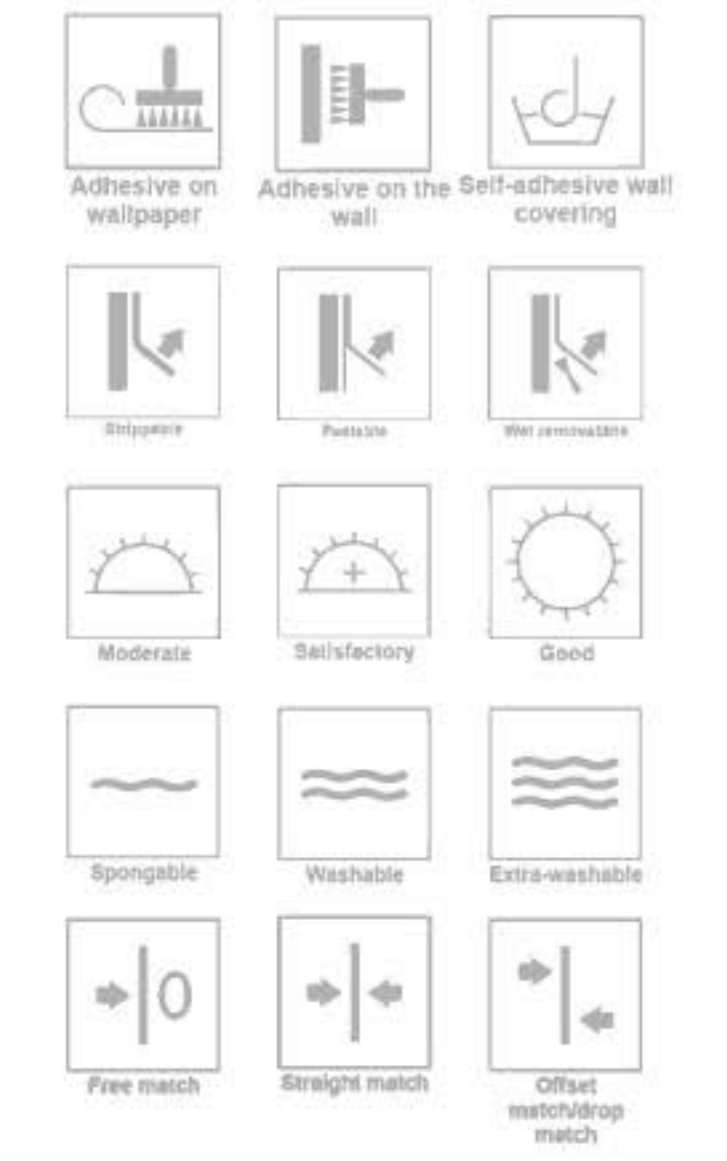 Adhesive on
wallpaper
Adhesive on the
wall
Self-adhesive wall
covering
Strippable
Wet removable
Moderate
Satisfactory
Good
Spongable
Washable
Extra-washable
Free match
Straight match
Offset
match/drop
match